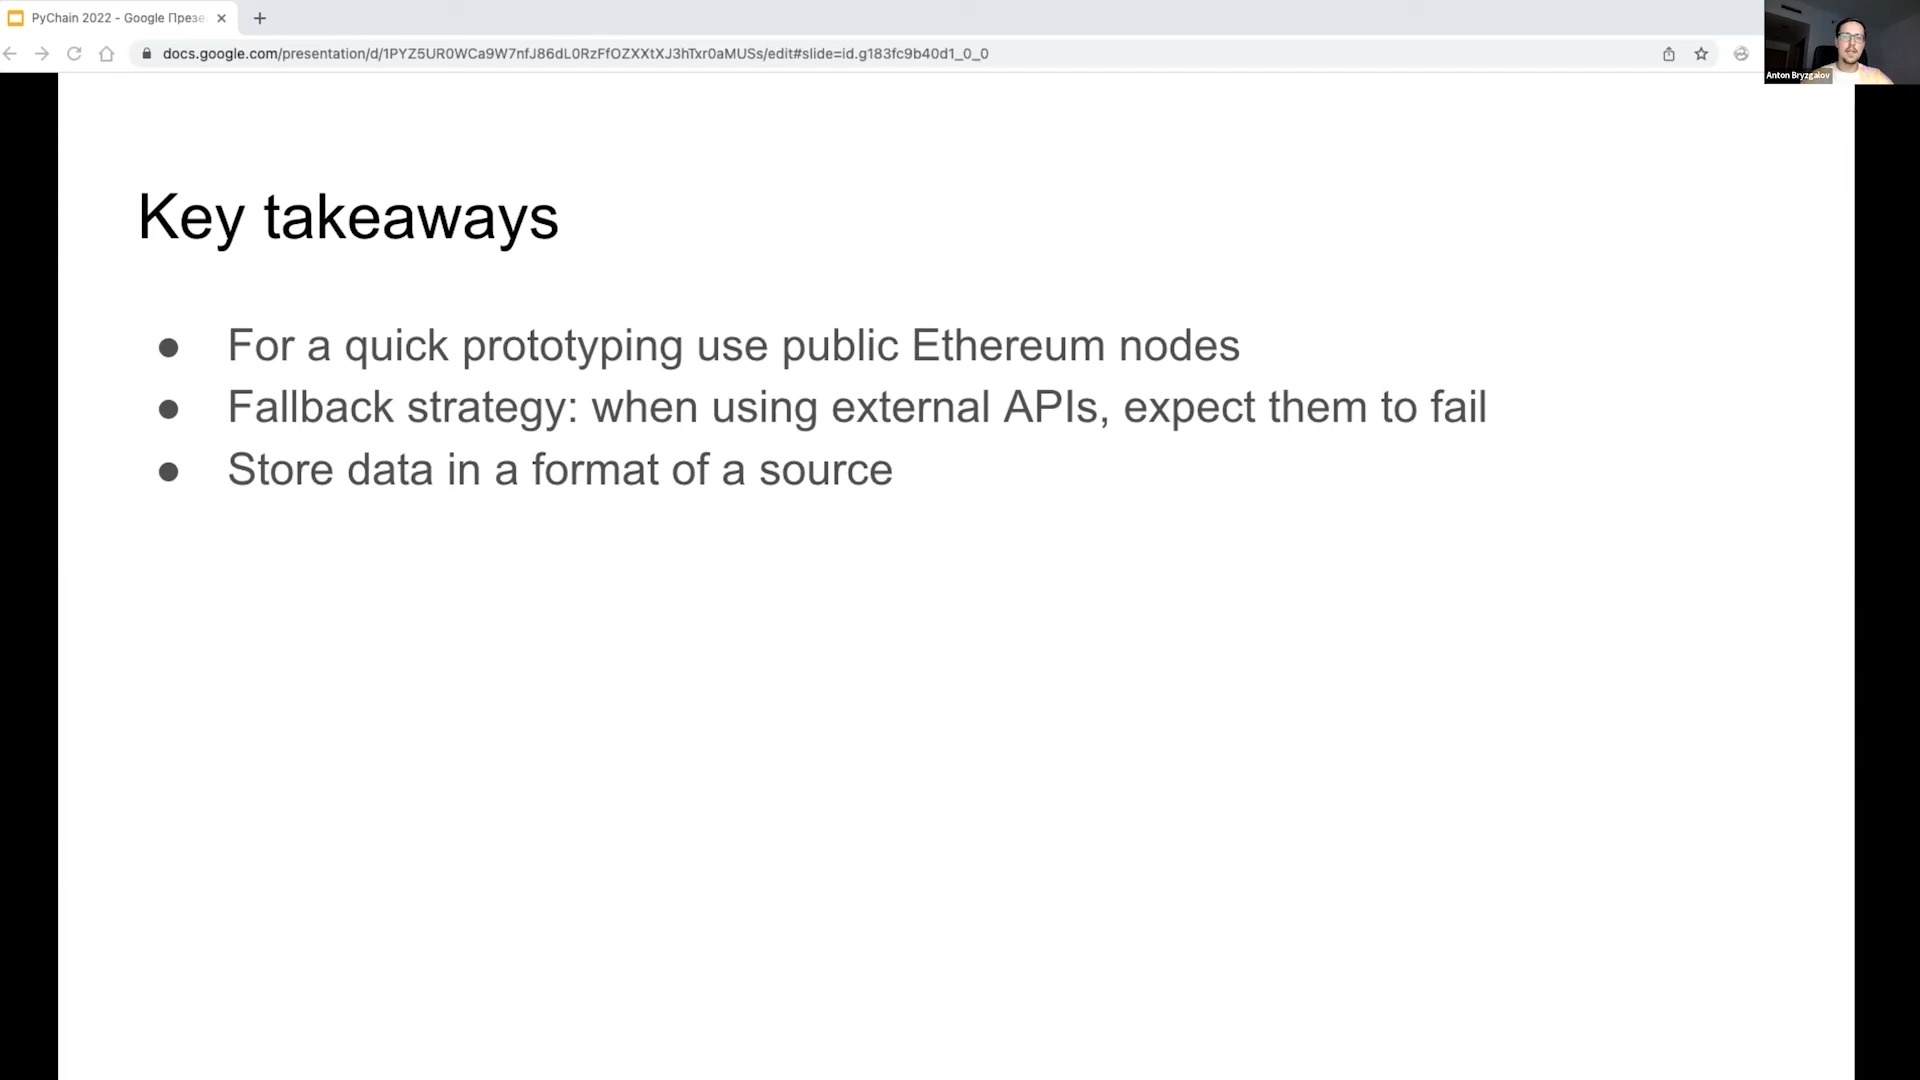 PyChain 2022 - Google Презе
docs.google.com/presentation/d/1PYZ5UR0WCa9W7nfJ86dL0RzFfOZXXtXJ3hTxr0aMUSs/edit#slide=id.g183fc9b40d1_0_0
Anton Bryzgalov
Key takeaways
● For a quick prototyping use public Ethereum nodes
● Fallback strategy: when using external APIs, expect them to fail
● Store data in a format of a source